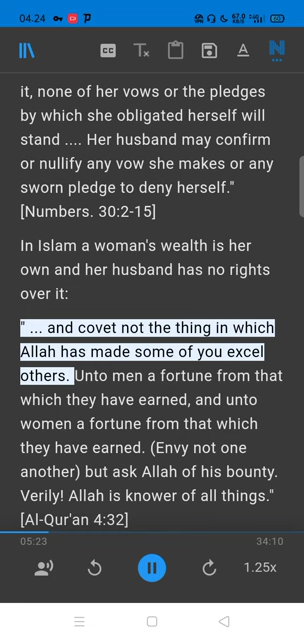 04.24
67.0
it, none of her vows or the pledges
by which she obligated herself will
stand .... Her husband may confirm
or nullify any vow she makes or any
sworn pledge to deny herself."
[Numbers. 30:2-15]
In Islam a woman's wealth is her
own and her husband has no rights
over it:
" ... and covet not the thing in which
Allah has made some of you excel
others. Unto men a fortune from that
which they have earned, and unto
women a fortune from that which
they have earned. (Envy not one
another) but ask Allah of his bounty.
Verily! Allah is knower of all things."
[Al-Qur'an 4:32]
05:23
34:10
1.25x